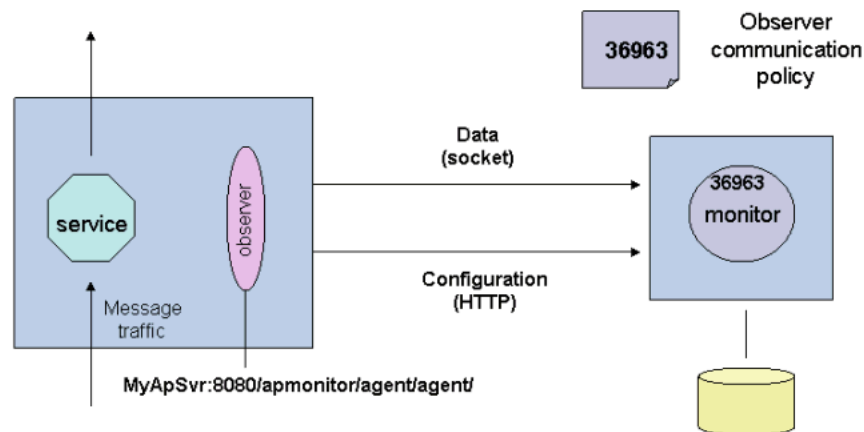 36963
Observer
communication
policy
Data
(socket)
service
observer
36963
monitor
Configuration
(HTTP)
Message
traffic
MyApSvr:8080/apmonitor/agent/agent/